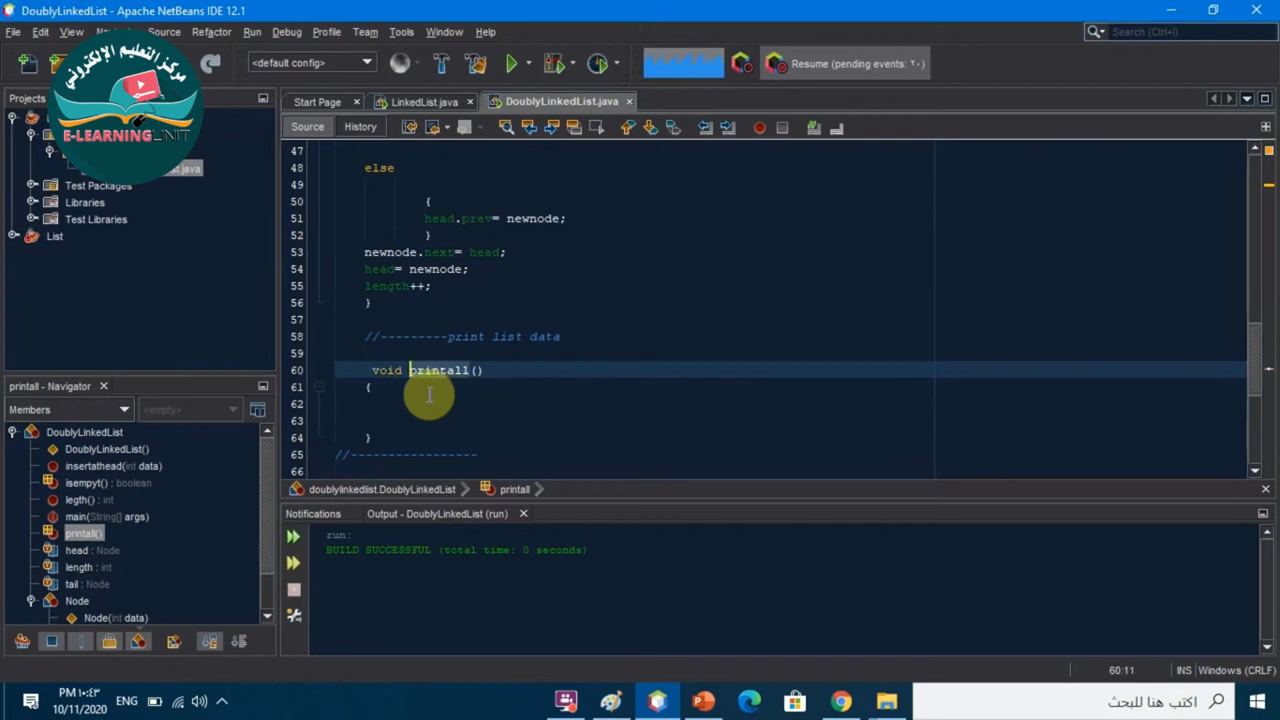 DoublyLinkedList - Apache NetBeans IDE 12.1
File Edit View Source Refactor Run Debug Profile Team Tools Window Help
Search (Ctrl+I)
<default config>
Resume (pending events: ٢٠)
مركز التعليم الإلكتروني
E-LEARNING UNIT
Projects
Start Page
LinkedList.java
DoublyLinkedList.java
Source History
Test Packages
Libraries
Test Libraries
List
47
48 else
49
50 {
51 head.prev= newnode;
52 }
53 newnode.next= head;
54 head= newnode;
55 length++;
56 }
57
58 //---------print list data
59
60 void printall()
61 {
62
63
64 }
65 //-----------------
66
printall - Navigator
Members
<empty>
DoublyLinkedList
DoublyLinkedList()
insertathead(int data)
isempyt() : boolean
legth() : int
main(String[] args)
printall()
head : Node
length : int
tail : Node
Node
Node(int data)
doublylinkedlist.DoublyLinkedList
printall
Notifications
Output - DoublyLinkedList (run)
run:
BUILD SUCCESSFUL (total time: 0 seconds)
60:11
INS
Windows (CRLF)
PM ١٠:٤٣
10/11/2020
ENG
اكتب هنا للبحث